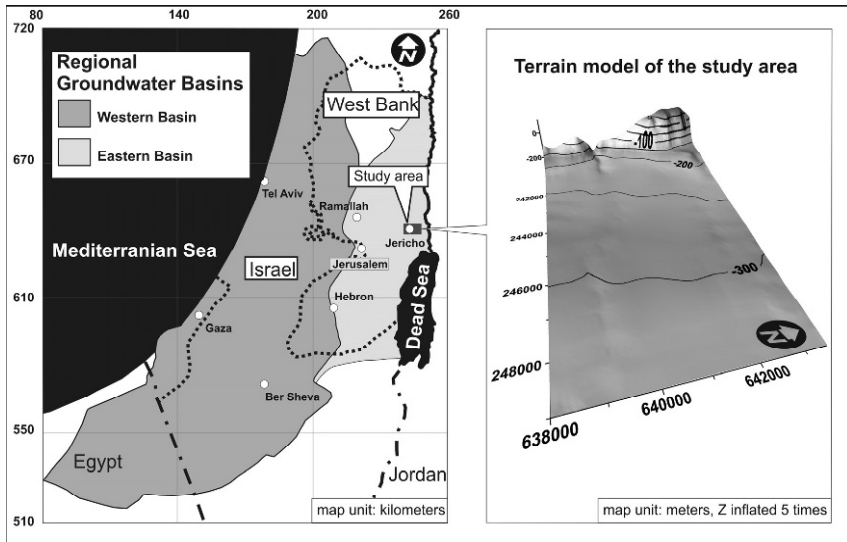 80
140
200
260
720
670
610
550
510
Regional
Groundwater Basins
Western Basin
Eastern Basin
N
West Bank
Study area
Tel Aviv
Ramallah
Jericho
Mediterranian Sea
Israel
Jerusalem
Hebron
Gaza
Dead Sea
Ber Sheva
Egypt
Jordan
map unit: kilometers
Terrain model of the study area
0
-100
-200
-200
242000
244000
-300
246000
N
248000
642000
640000
638000
map unit: meters, Z inflated 5 times